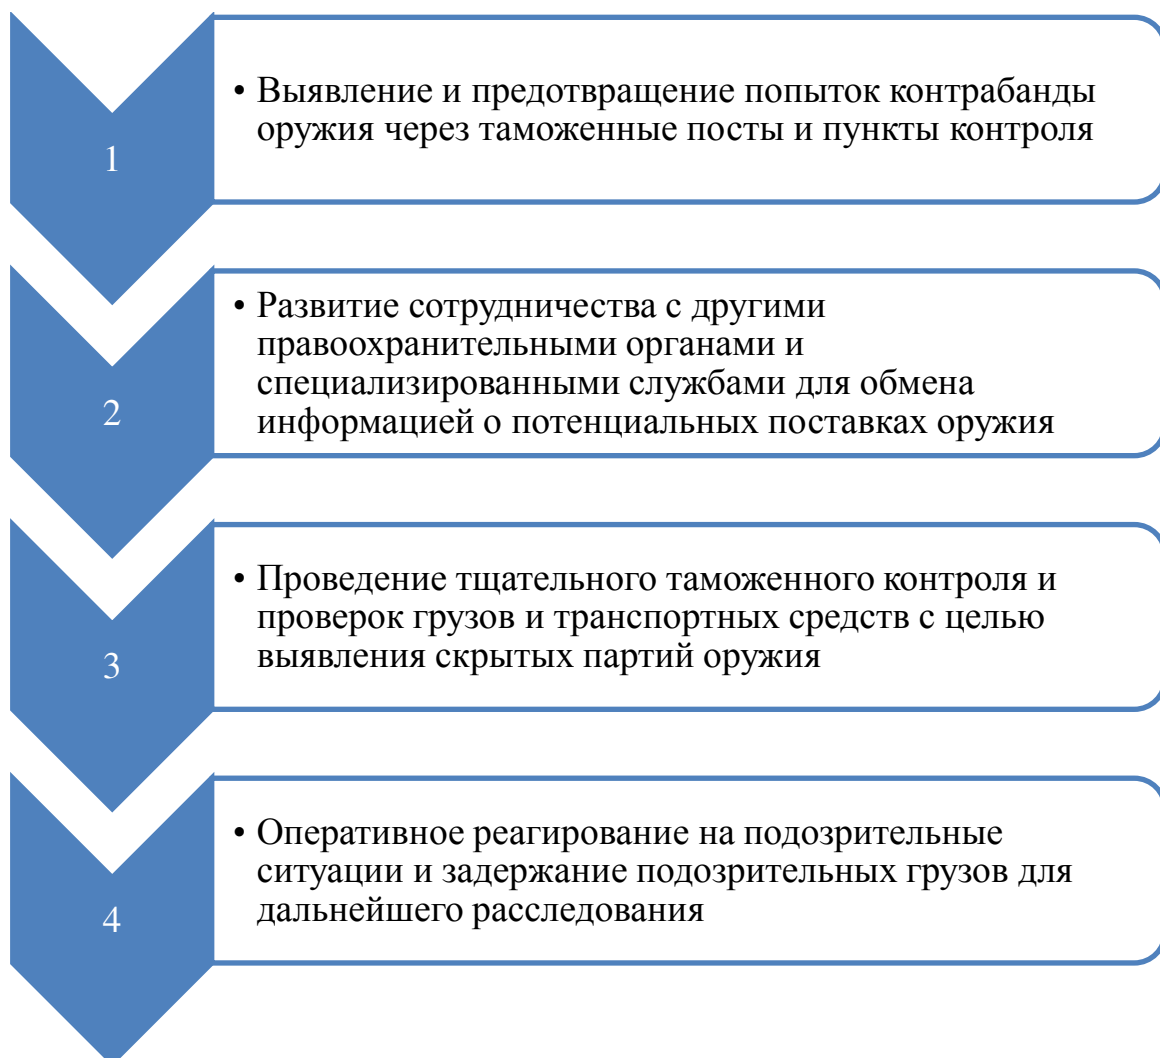 1
• Выявление и предотвращение попыток контрабанды
оружия через таможенные посты и пункты контроля
2
• Развитие сотрудничества с другими
правоохранительными органами и
специализированными службами для обмена
информацией о потенциальных поставках оружия
3
• Проведение тщательного таможенного контроля и
проверок грузов и транспортных средств с целью
выявления скрытых партий оружия
4
• Оперативное реагирование на подозрительные
ситуации и задержание подозрительных грузов для
дальнейшего расследования